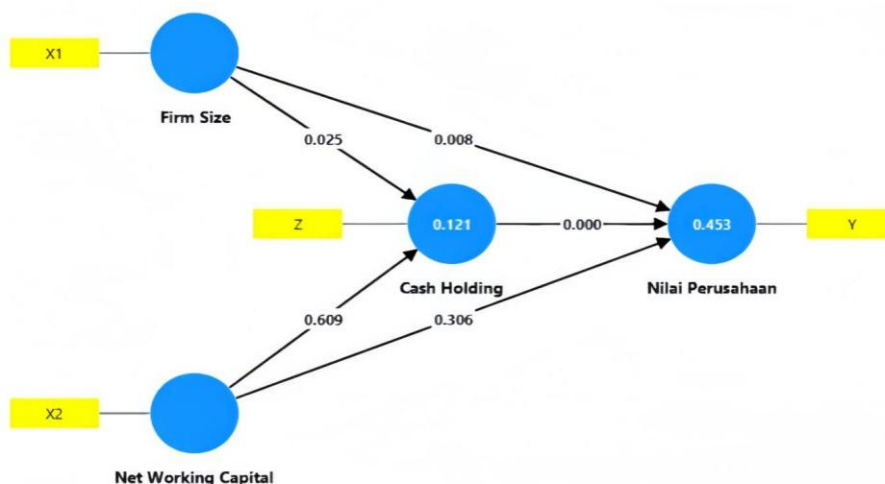 X1
Firm Size
0.025
0.008
Z
0.121
0.000
0.453
Y
Cash Holding
Nilai Perusahaan
0.609
0.306
X2
Net Working Capital